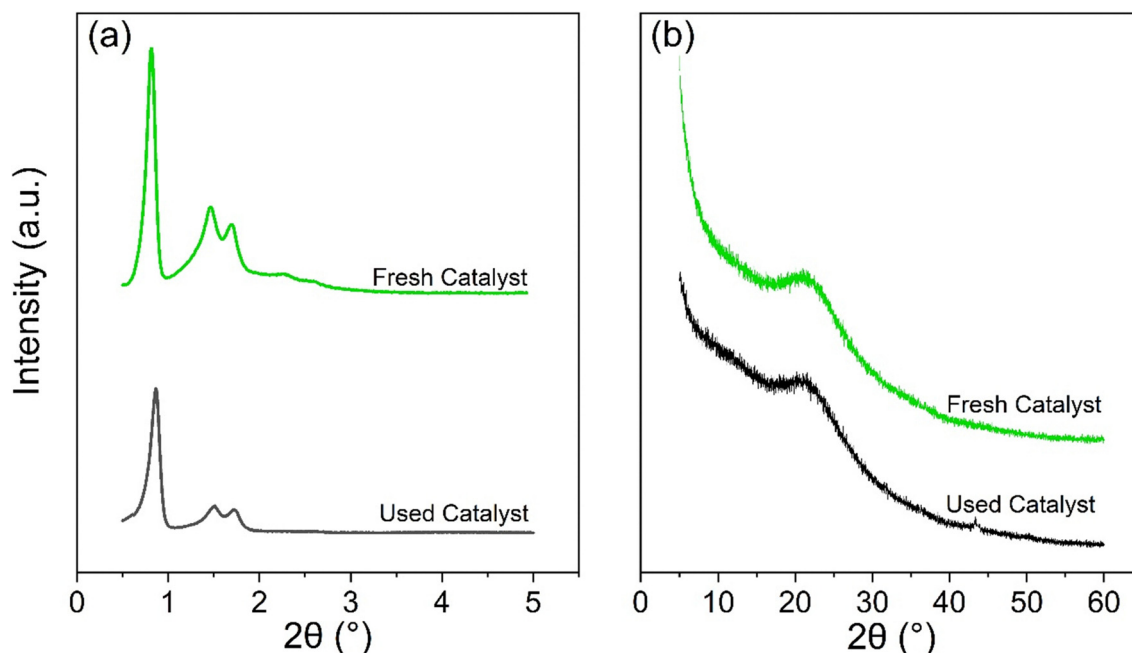 (a)
Fresh Catalyst
Used Catalyst
0 1 2 3 4 5
2θ (°)
Intensity (a.u.)
(b)
Fresh Catalyst
Used Catalyst
0 10 20 30 40 50 60
2θ (°)